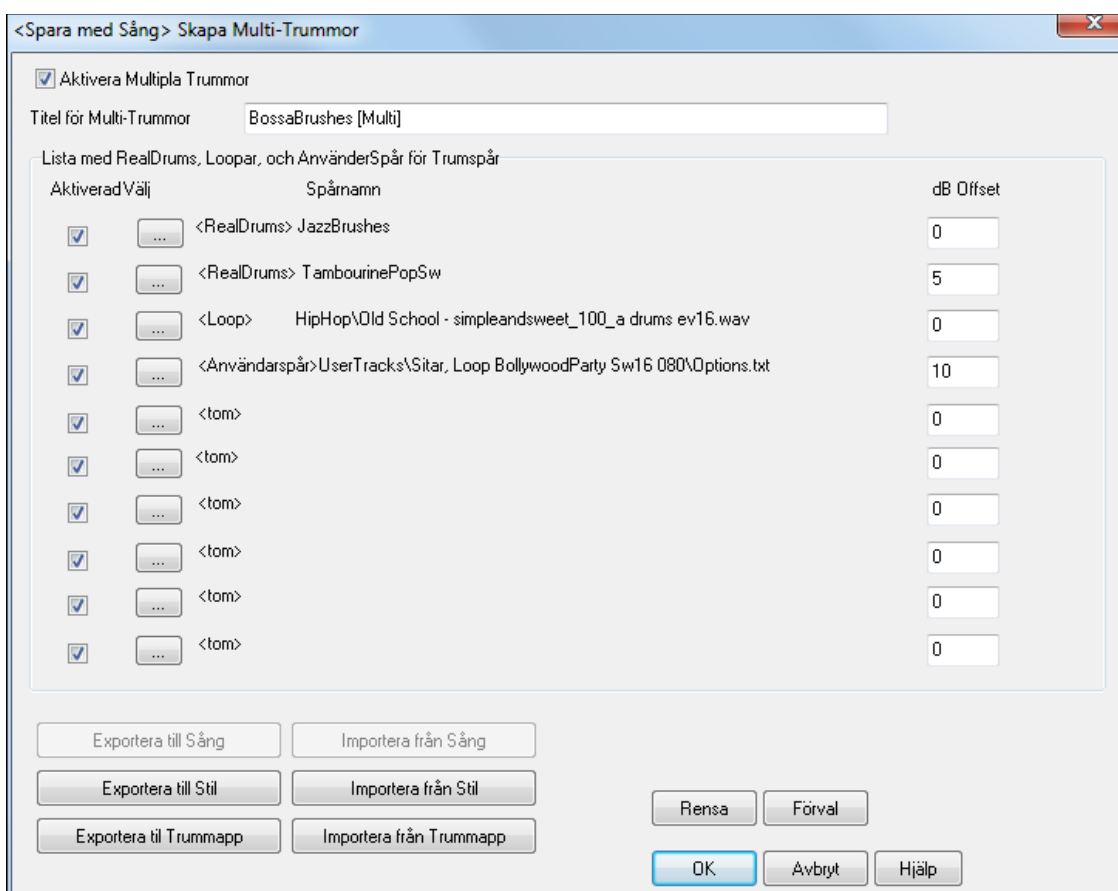 <Spara med Sång> Skapa Multi-Trummor
Aktivera Multipla Trummor
Titel för Multi-Trummor BossaBrushes [Multi]
Lista med RealDrums, Loopar, och AnvänderSpår för Trumspår
Aktiverad Välj Spårnamn dB Offset
... <RealDrums> JazzBrushes 0
... <RealDrums> TambourinePopSw 5
... <Loop> HipHop\Old School - simpleandsweet_100_a drums ev16.wav 0
... <Användarspår>UserTracks\Sitar, Loop BollywoodParty Sw16 080\Options.txt 10
... <tom> 0
... <tom> 0
... <tom> 0
... <tom> 0
... <tom> 0
... <tom> 0
Exportera till Sång Importera från Sång
Exportera till Stil Importera från Stil
Rensa Förval
Exportera til Trummapp Importera från Trummapp
OK Avbryt Hjälp